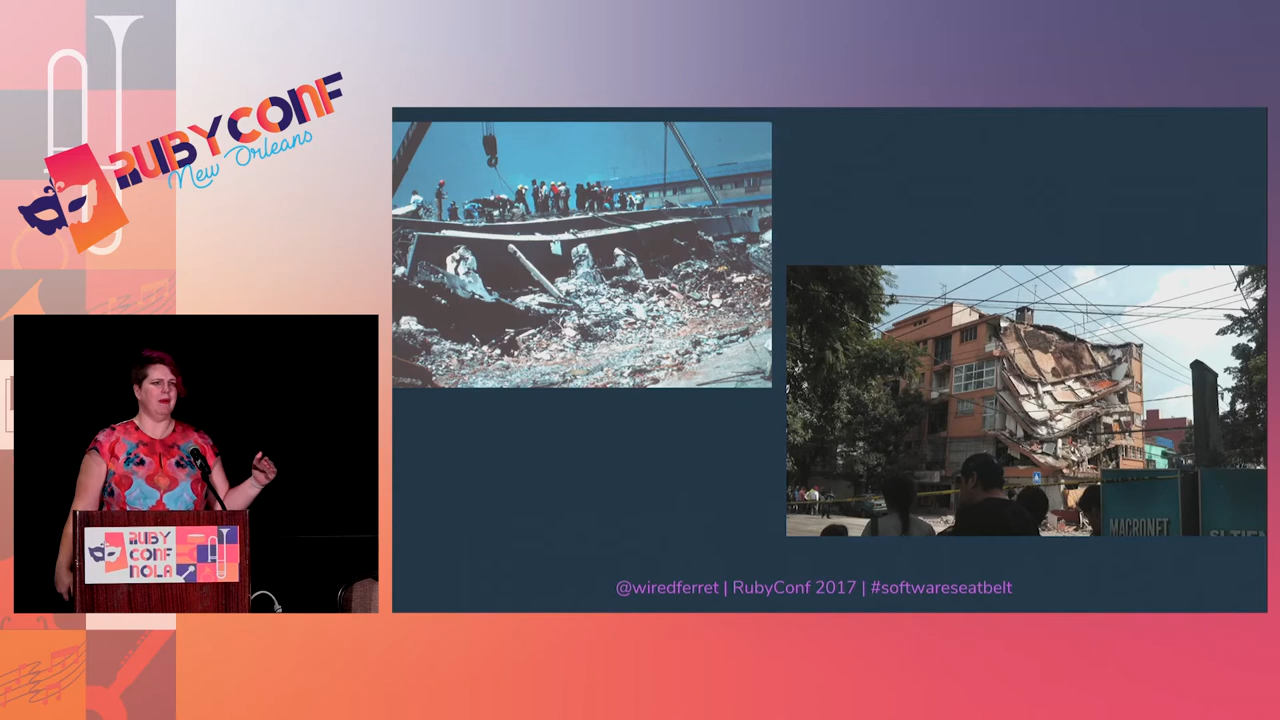 RUBYCONF
New Orleans
RUBY
CONF
NOLA
MACRONET
@wiredferret | RubyConf 2017 | #softwareseatbelt